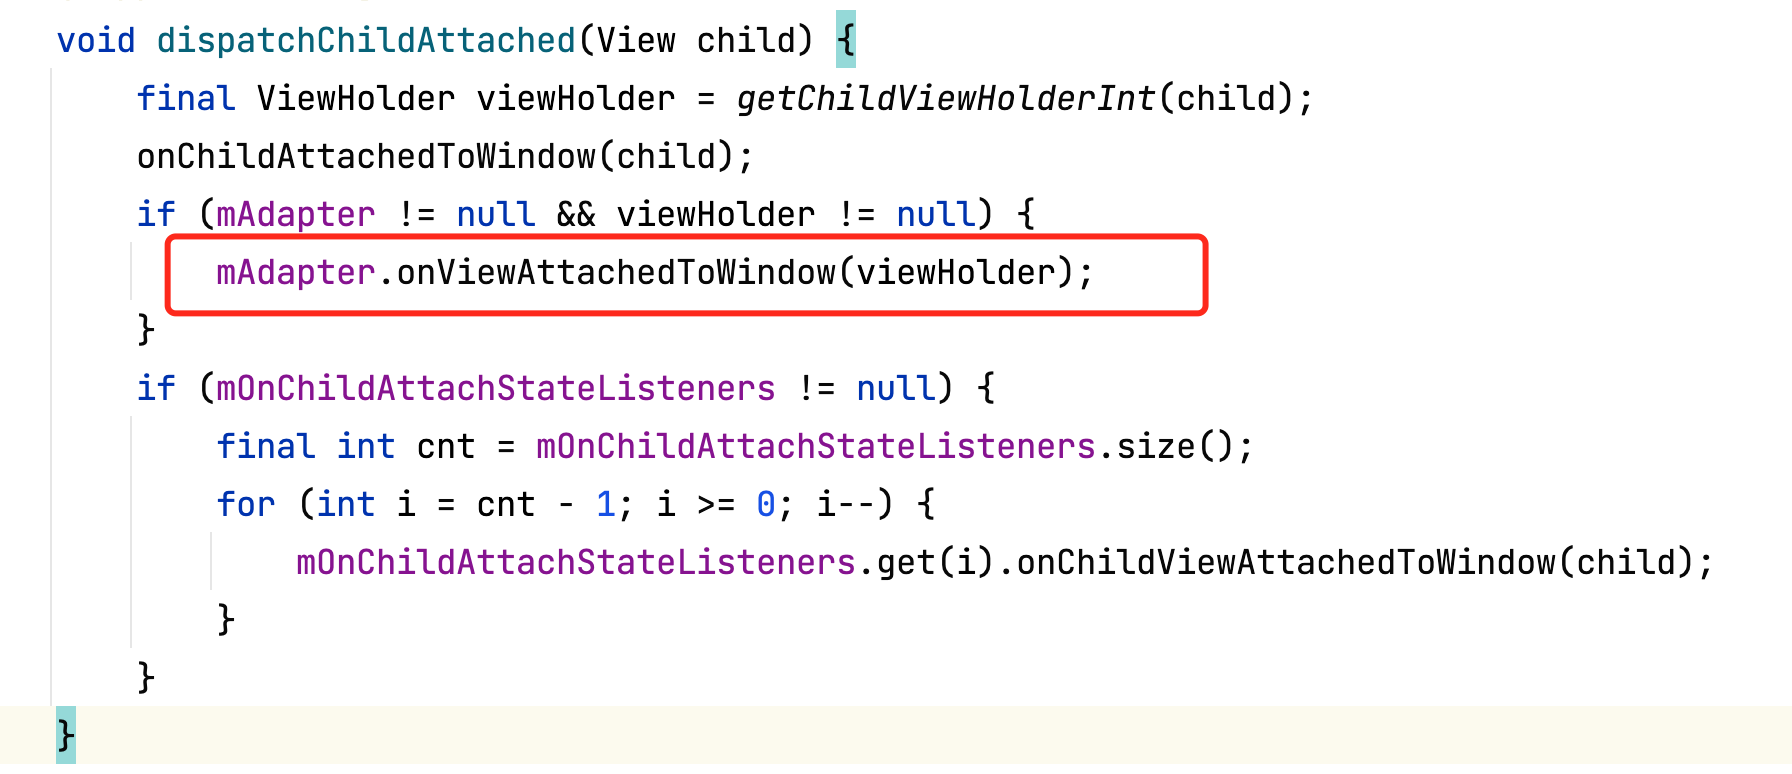 void dispatchChildAttached(View child) {
    final ViewHolder viewHolder = getChildViewHolderInt(child);
    onChildAttachedToWindow(child);
    if (mAdapter != null && viewHolder != null) {
        mAdapter.onViewAttachedToWindow(viewHolder);
    }
    if (mOnChildAttachStateListeners != null) {
        final int cnt = mOnChildAttachStateListeners.size();
        for (int i = cnt - 1; i >= 0; i--) {
            mOnChildAttachStateListeners.get(i).onChildViewAttachedToWindow(child);
        }
    }
}